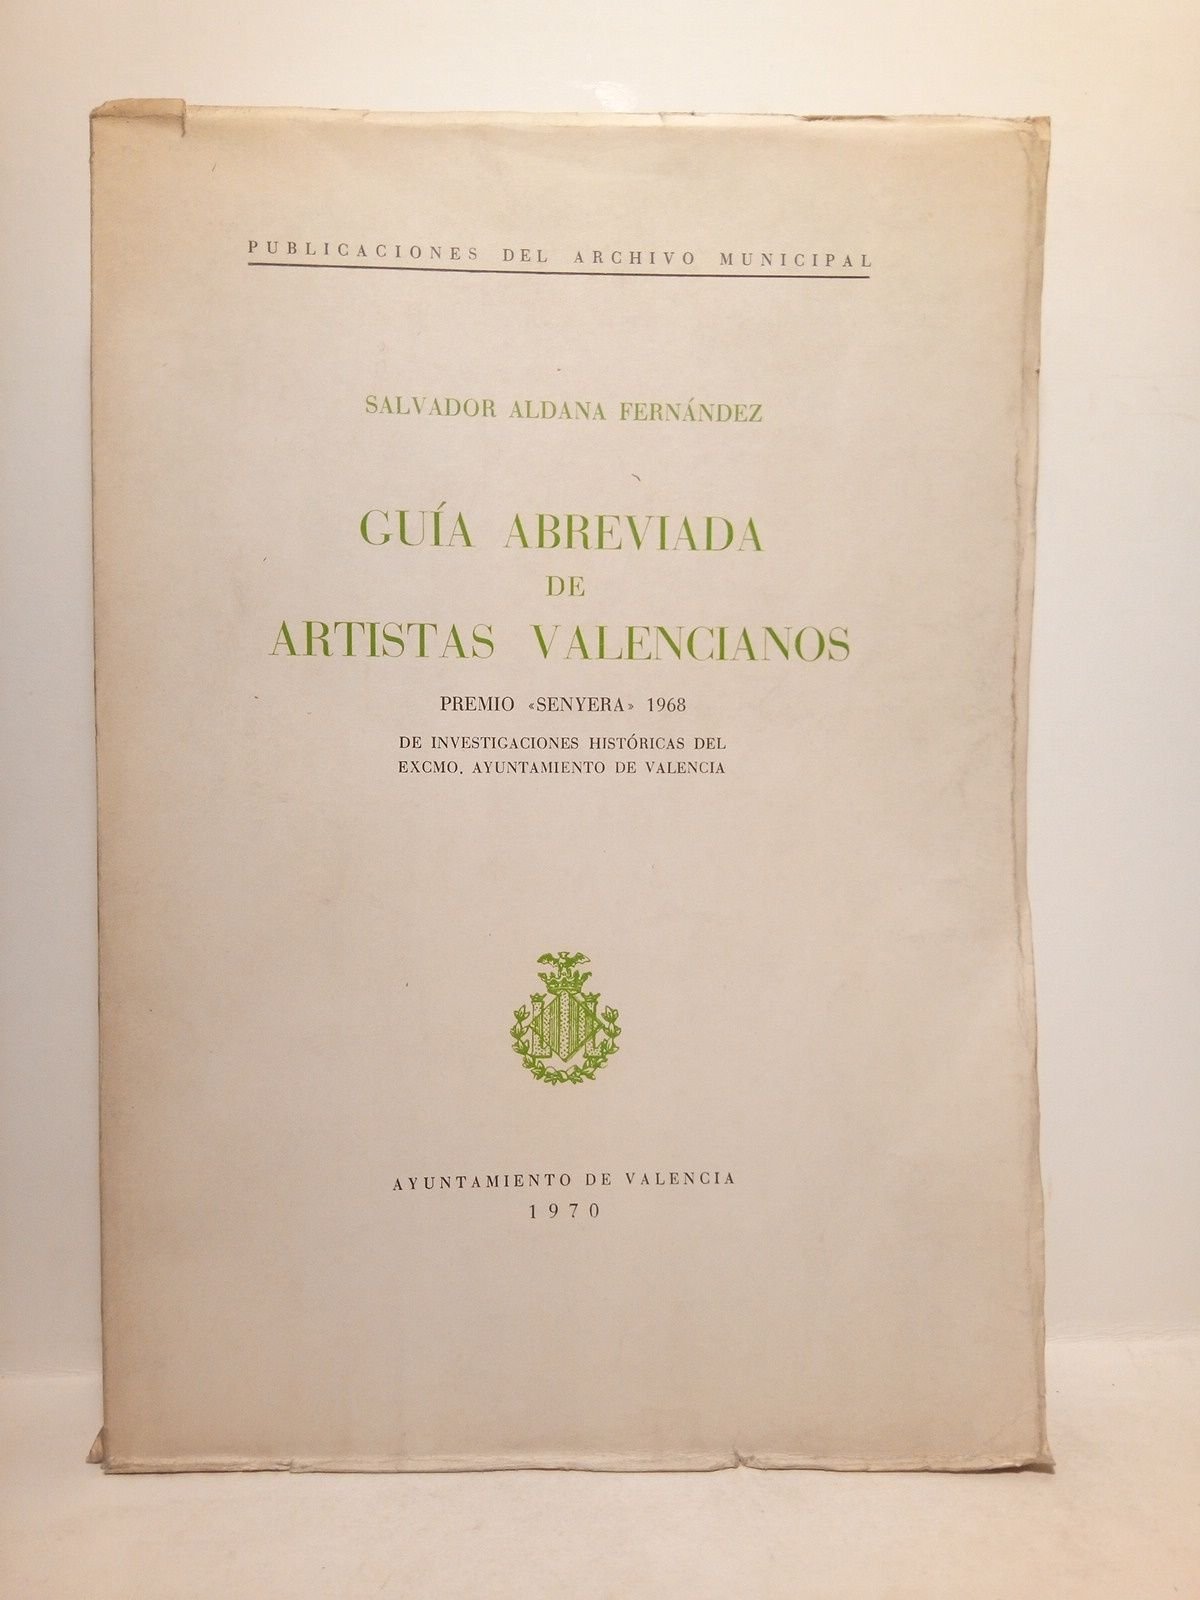 PUBLICACIONES DEL ARCHIVO MUNICIPAL
SALVADOR ALDANA FERNÁNDEZ
GUÍA ABREVIADA
DE
ARTISTAS VALENCIANOS
PREMIO «SENYERA» 1968
DE INVESTIGACIONES HISTÓRICAS DEL
EXCMO. AYUNTAMIENTO DE VALENCIA
AYUNTAMIENTO DE VALENCIA
1970